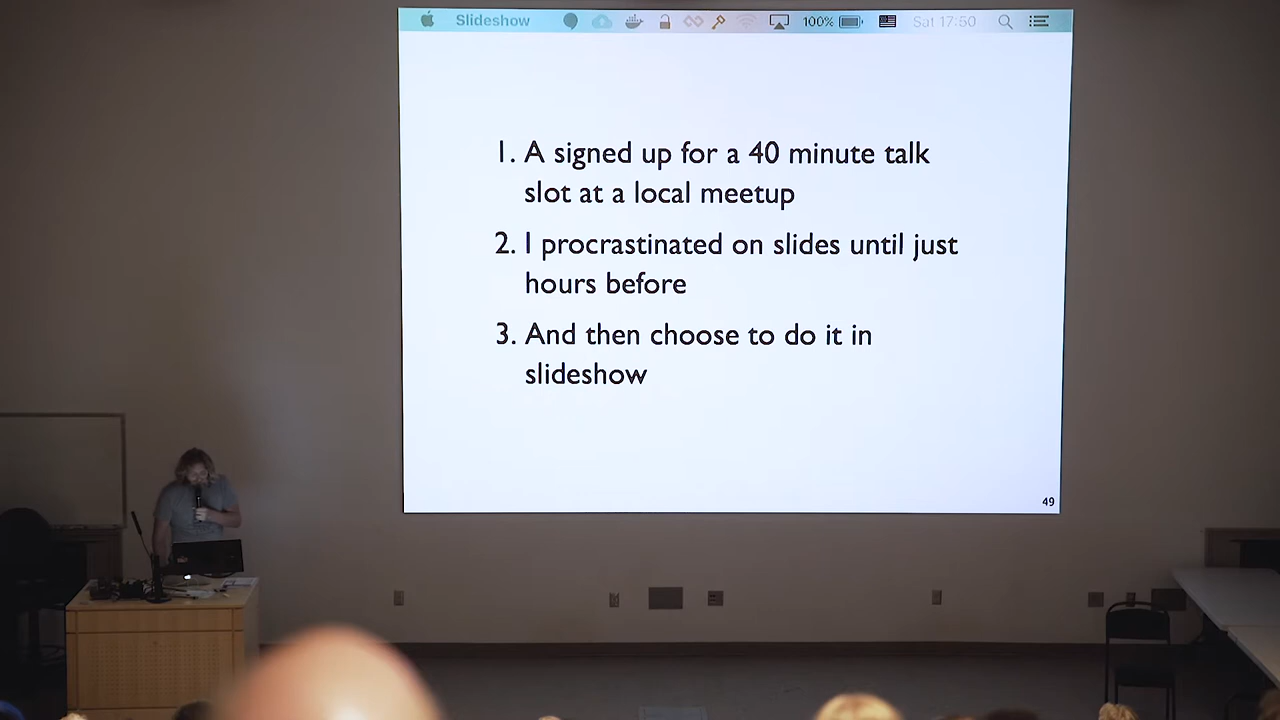 Slideshow
100%
Sat 17:50
1. A signed up for a 40 minute talk
slot at a local meetup
2. I procrastinated on slides until just
hours before
3. And then choose to do it in
slideshow
49